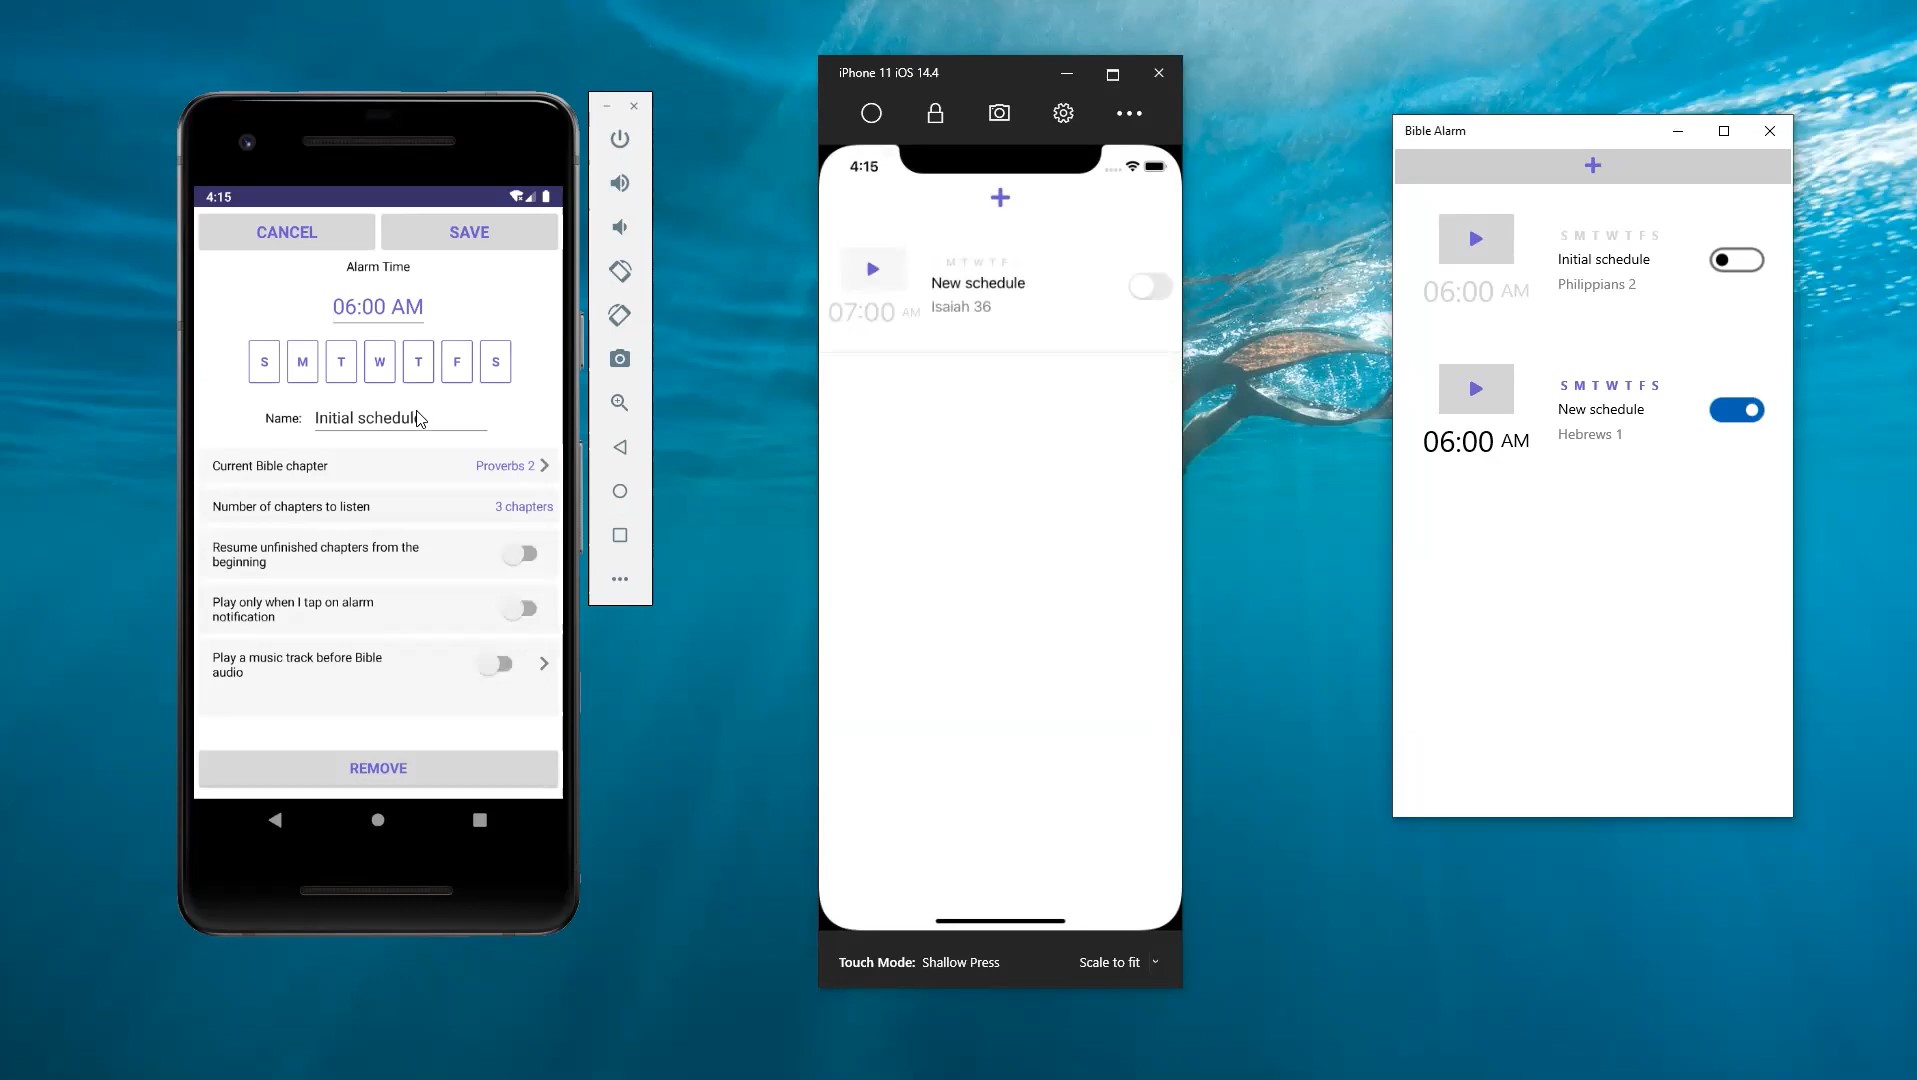 4:15
CANCEL
SAVE
Alarm Time
06:00 AM
S M T W T F S
Name: Initial schedule
Current Bible chapter
Proverbs 2
Number of chapters to listen
3 chapters
Resume unfinished chapters from the
beginning
Play only when I tap on alarm
notification
Play a music track before Bible
audio
REMOVE
iPhone 11 iOS 14.4
4:15
M T W T F
New schedule
07:00 AM
Isaiah 36
Touch Mode: Shallow Press
Scale to fit
Bible Alarm
S M T W T F S
Initial schedule
Philippians 2
06:00 AM
S M T W T F S
New schedule
Hebrews 1
06:00 AM